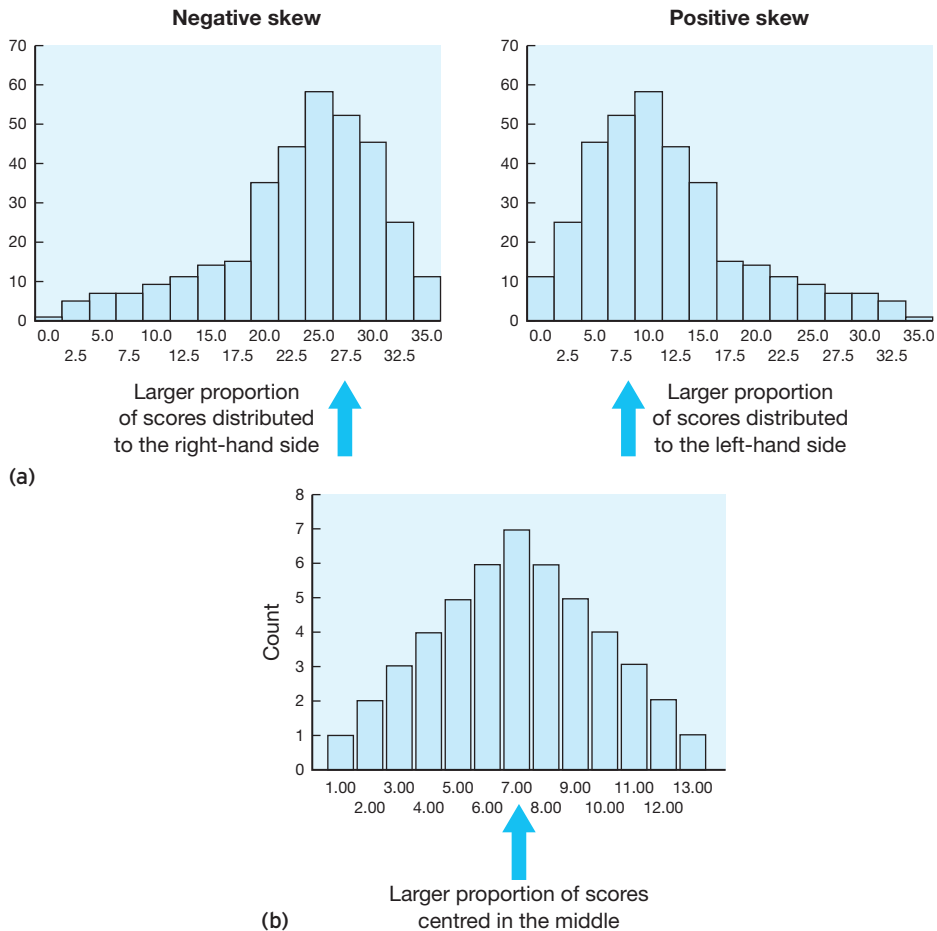 Negative skew
70
60
50
40
30
20
10
0
0.0 5.0 10.0 15.0 20.0 25.0 30.0 35.0
2.5 7.5 12.5 17.5 22.5 27.5 32.5
Larger proportion
of scores distributed
to the right-hand side
Positive skew
70
60
50
40
30
20
10
0
0.0 5.0 10.0 15.0 20.0 25.0 30.0 35.0
2.5 7.5 12.5 17.5 22.5 27.5 32.5
Larger proportion
of scores distributed
to the left-hand side
(a)
8
7
6
5
4
3
2
1
0
Count
1.00 3.00 5.00 7.00 9.00 11.00 13.00
2.00 4.00 6.00 8.00 10.00 12.00
Larger proportion of scores
centred in the middle
(b)